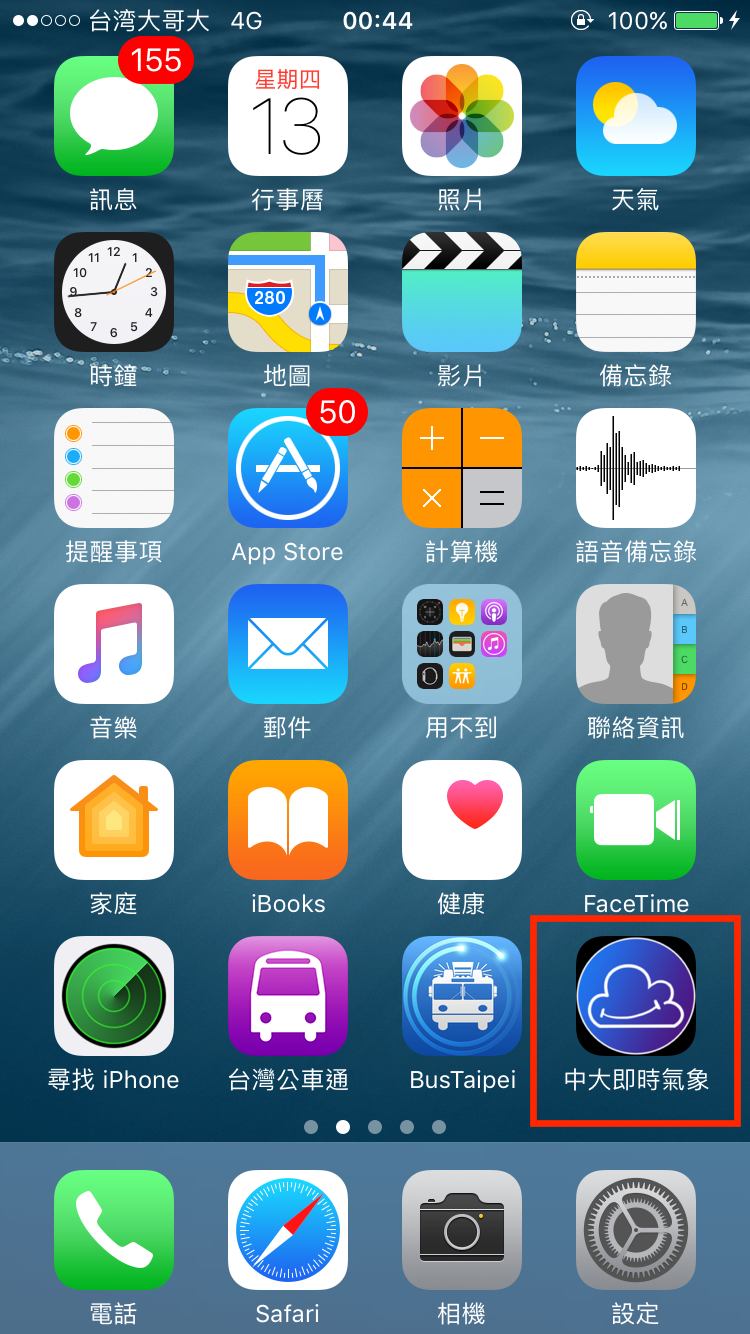 台湾大哥大 4G 00:44 100%
155
星期四
13
訊息 行事曆 照片 天氣
12
11 1
10 2
9 3
8 4
7 5
6
280
時鐘 地圖 影片 備忘錄
50
提醒事項 App Store 計算機 語音備忘錄
A
B
C
D
音樂 郵件 用不到 聯絡資訊
家庭 iBooks 健康 FaceTime
尋找 iPhone 台灣公車通 BusTaipei 中大即時氣象
電話 Safari 相機 設定